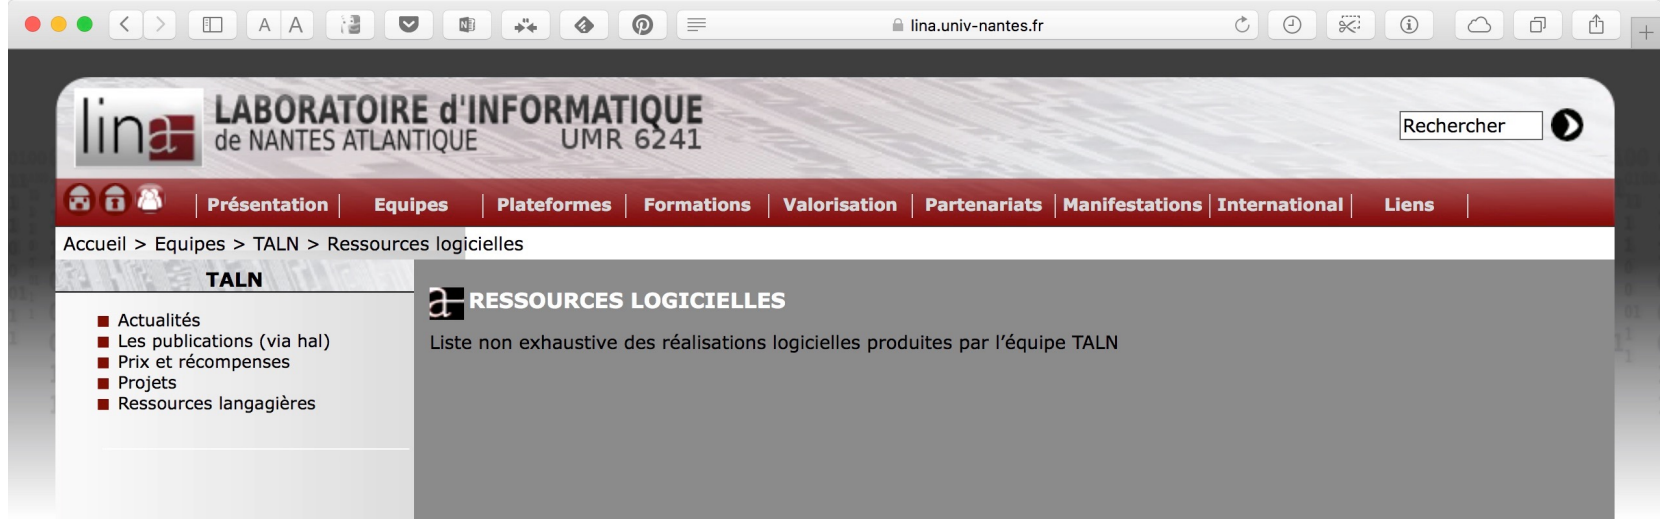 A A
lina.univ-nantes.fr
lina
LABORATOIRE d'INFORMATIQUE
de NANTES ATLANTIQUE UMR 6241
Rechercher
Présentation Equipes Plateformes Formations Valorisation Partenariats Manifestations International Liens
Accueil > Equipes > TALN > Ressources logicielles
TALN
Actualités
Les publications (via hal)
Prix et récompenses
Projets
Ressources langagières
RESSOURCES LOGICIELLES
Liste non exhaustive des réalisations logicielles produites par l’équipe TALN